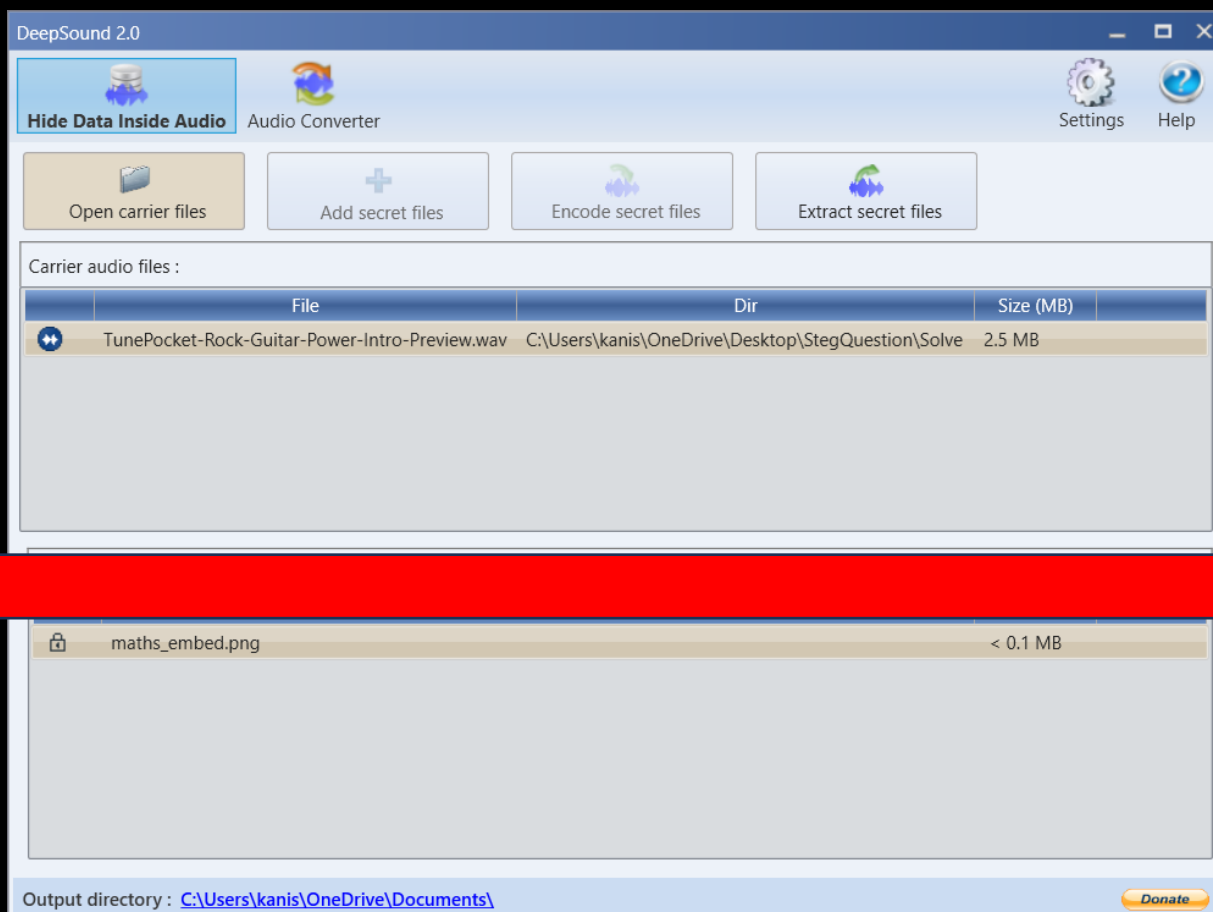 DeepSound 2.0
Hide Data Inside Audio Audio Converter Settings Help
Open carrier files Add secret files Encode secret files Extract secret files
Carrier audio files :
File Dir Size (MB)
TunePocket-Rock-Guitar-Power-Intro-Preview.wav C:\Users\kanis\OneDrive\Desktop\StegQuestion\Solve 2.5 MB
maths_embed.png < 0.1 MB
Output directory : C:\Users\kanis\OneDrive\Documents\ Donate